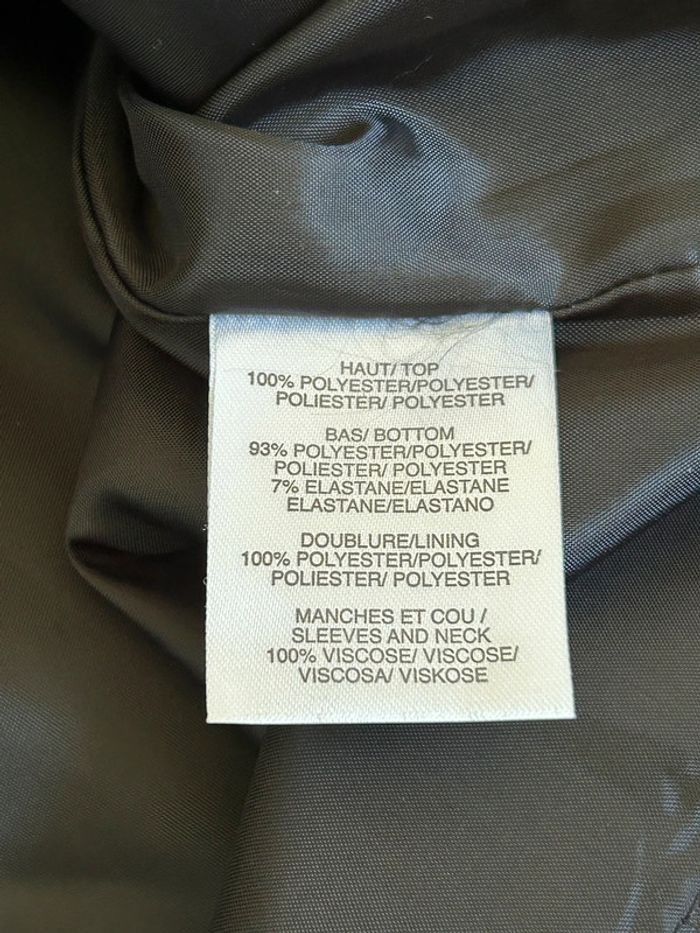 HAUT/ TOP
100% POLYESTER/POLYESTER/
POLIESTER/ POLYESTER
BAS/ BOTTOM
93% POLYESTER/POLYESTER/
POLIESTER/ POLYESTER
7% ELASTANE/ELASTANE
ELASTANE/ELASTANO
DOUBLURE/LINING
100% POLYESTER/POLYESTER/
POLIESTER/ POLYESTER
MANCHES ET COU /
SLEEVES AND NECK
100% VISCOSE/ VISCOSE/
VISCOSA/ VISKOSE